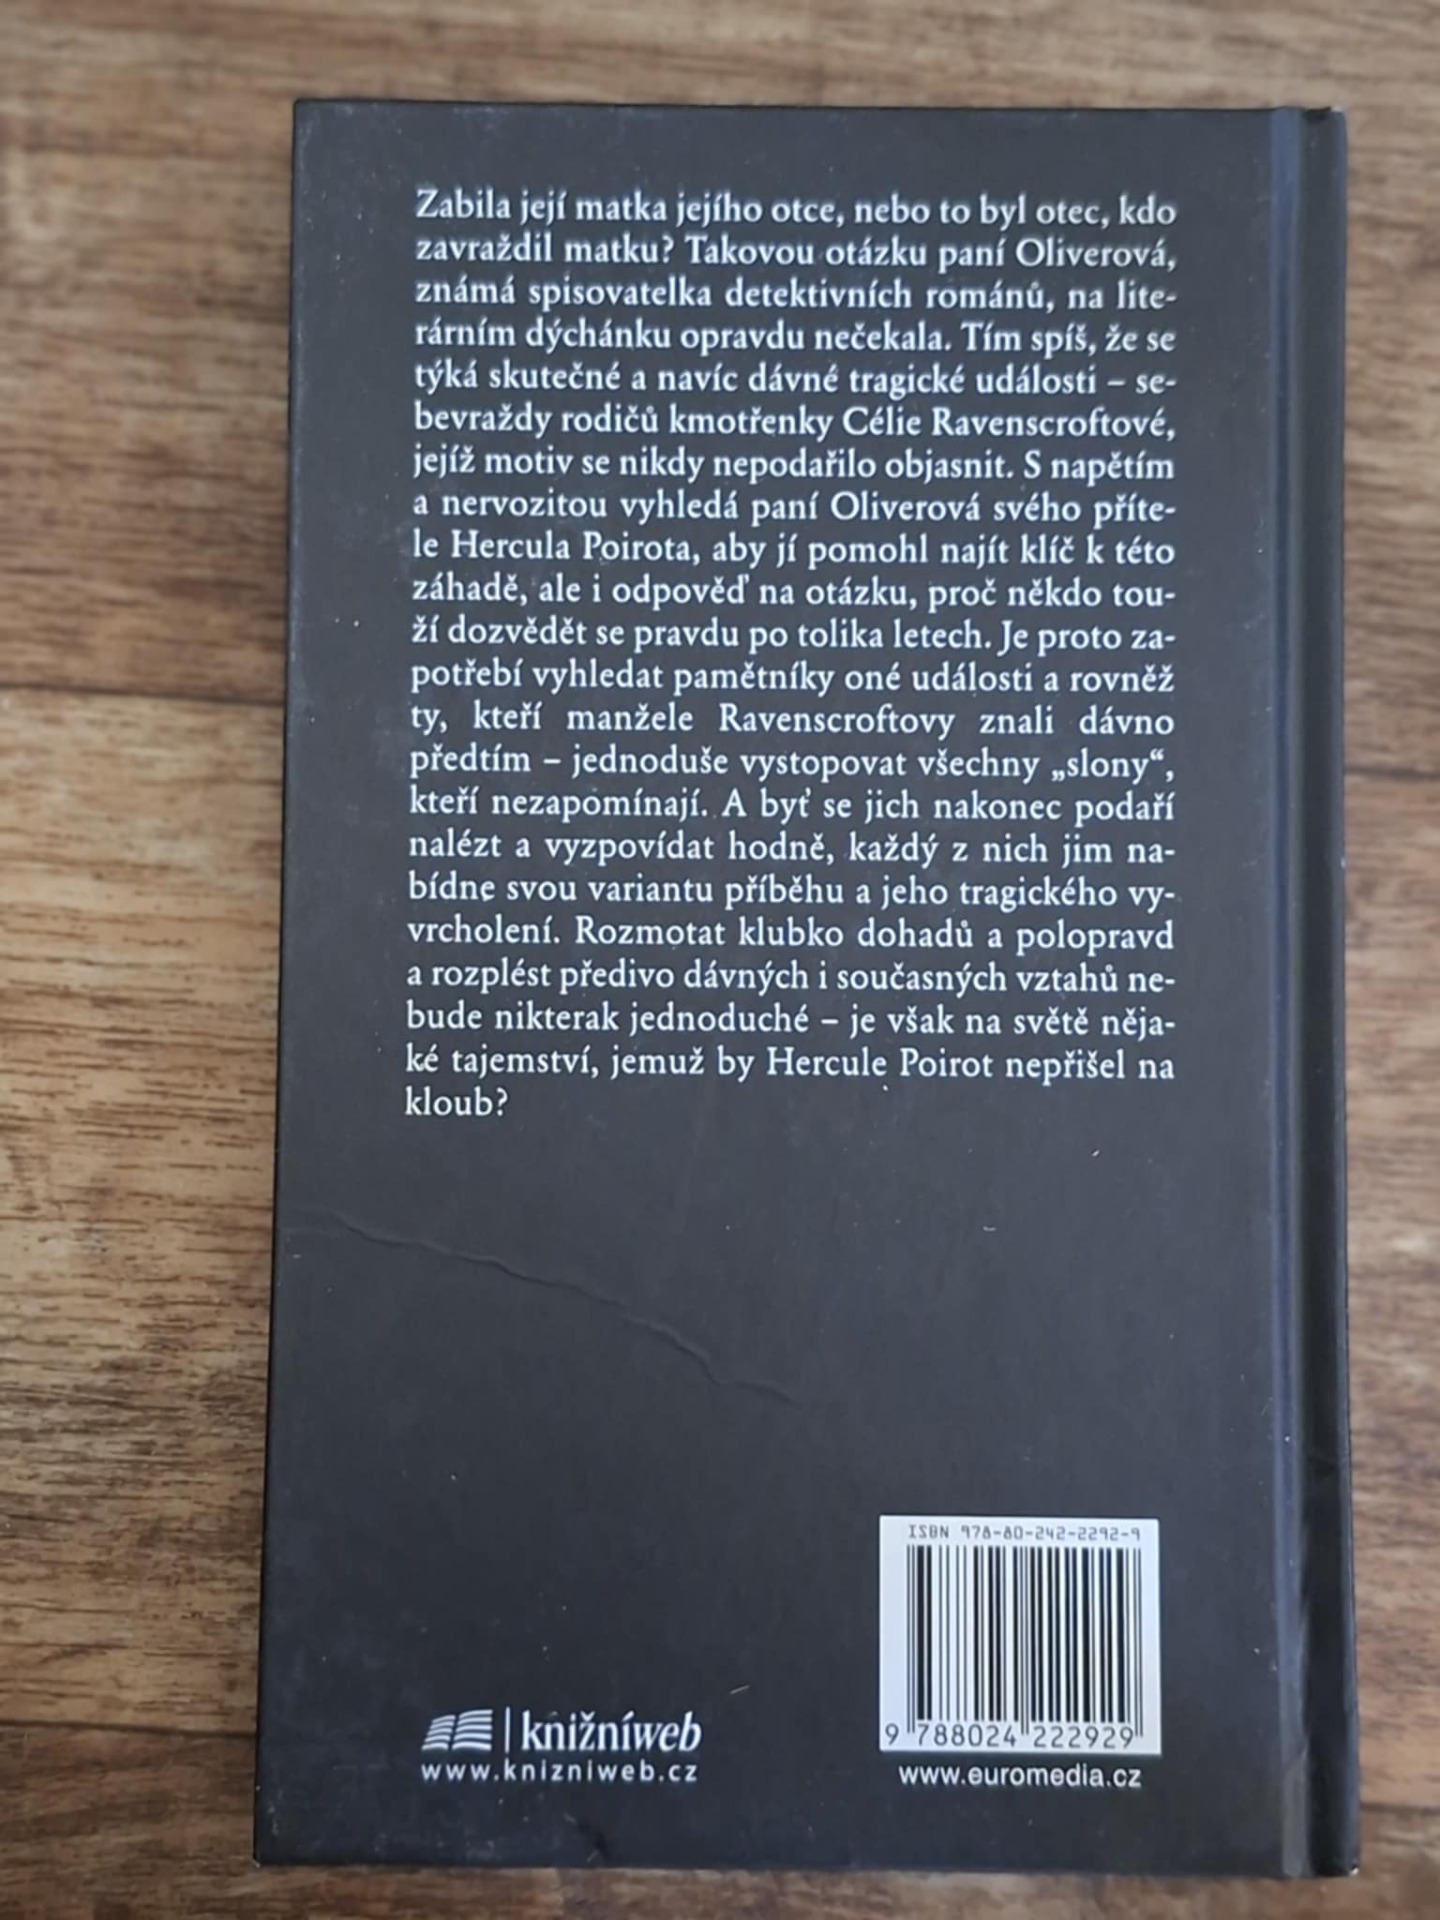 Zabila její matka jejího otce, nebo to byl otec, kdo
zavraždil matku? Takovou otázku paní Oliverová,
známá spisovatelka detektivních románů, na lite-
rárním dýchánku opravdu nečekala. Tím spíš, že se
týká skutečné a navíc dávné tragické události – se-
bevraždy rodičů kmotřenky Célie Ravenscroftové,
jejíž motiv se nikdy nepodařilo objasnit. S napětím
a nervozitou vyhledá paní Oliverová svého příte-
le Hercula Poirota, aby jí pomohl najít klíč k této
záhadě, ale i odpověď na otázku, proč někdo tou-
ží dozvědět se pravdu po tolika letech. Je proto za-
potřebí vyhledat pamětníky oné události a rovněž
ty, kteří manžele Ravenscroftovy znali dávno
předtím – jednoduše vystopovat všechny „slony“,
kteří nezapomínají. A byť se jich nakonec podaří
nalézt a vyzpovídat hodně, každý z nich jim na-
bídne svou variantu příběhu a jeho tragického vy-
vrcholení. Rozmotat klubko dohadů a polopravd
a rozplést předivo dávných i současných vztahů ne-
bude nikterak jednoduché – je však na světě něja-
ké tajemství, jemuž by Hercule Poirot nepřišel na
kloub?
ISBN 978-80-242-2292-9
9 788024 222929
knižníweb
www.knizniweb.cz
www.euromedia.cz